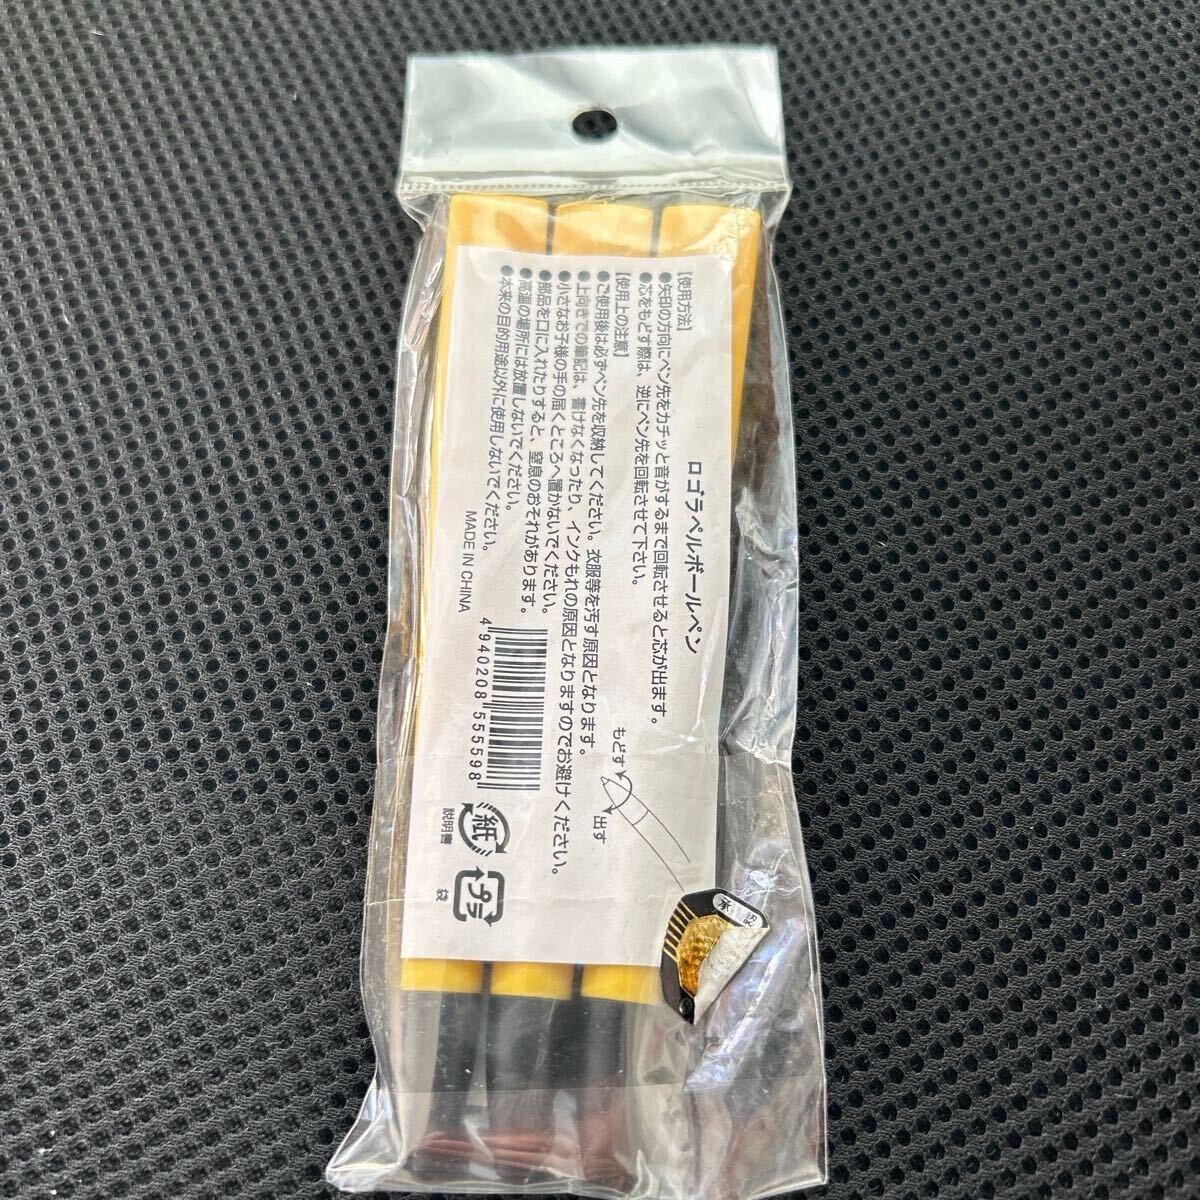 ロゴラペルボールペン
【使用方法】
●矢印の方向にペン先をカチッと音がするまで回転させると芯が出ます。
●芯をもどす際は、逆にペン先を回転させて下さい。
【使用上の注意】
●ご使用後は必ずペン先を収納してください。衣服等を汚す原因となります。
●上向きでの筆記は、書けなくなったり、インクもれの原因となりますのでお避けください。
●小さなお子様の手の届くところへ置かないでください。
●部品を口に入れたりすると、窒息のおそれがあります。
●高温の場所には放置しないでください。
●本来の目的用途以外に使用しないでください。
MADE IN CHINA
4 940208 555598
もどす
出す
紙
説明書
プラ
袋
承認